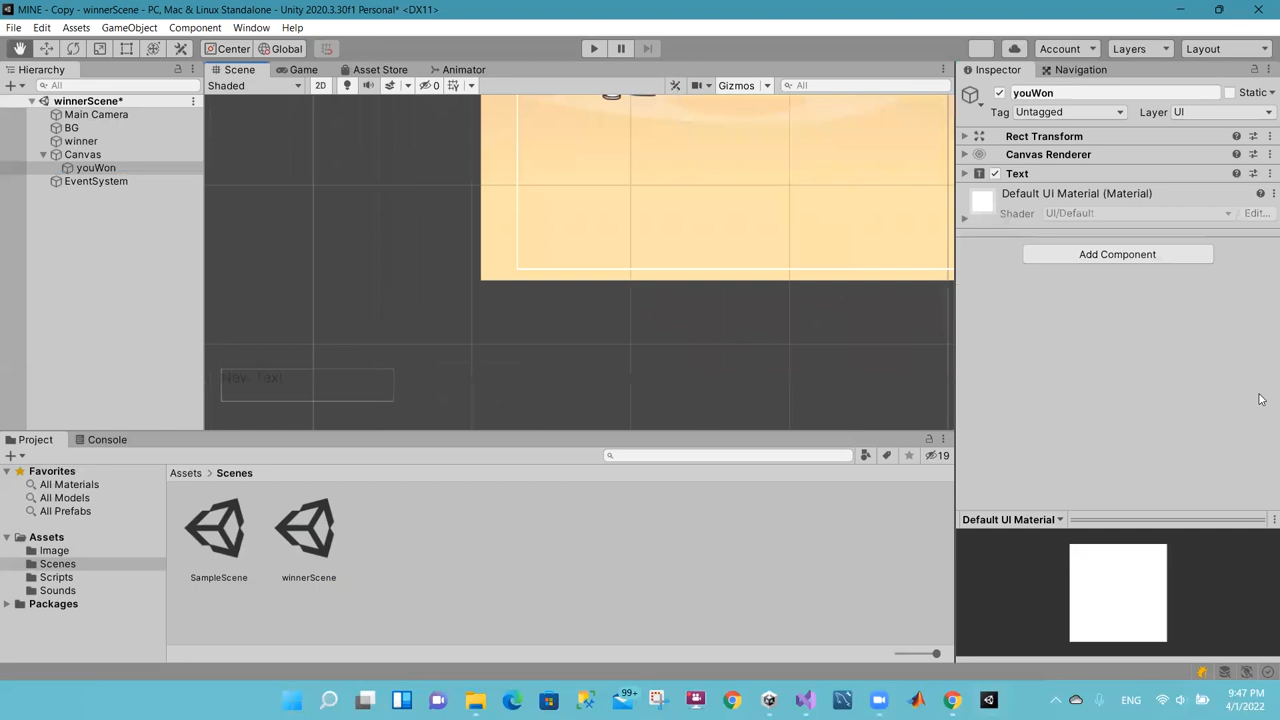 MINE - Copy - winnerScene - PC, Mac & Linux Standalone - Unity 2020.3.30f1 Personal* <DX11>
File Edit Assets GameObject Component Window Help
Center Global Account Layers Layout
Hierarchy Scene Game Asset Store Animator Inspector Navigation
All Shaded 2D 0 Gizmos All
winnerScene*
Main Camera
BG
winner
Canvas
youWon
EventSystem
New Text
youWon Static
Tag Untagged Layer UI
Rect Transform
Canvas Renderer
Text
Default UI Material (Material)
Shader UI/Default Edit...
Add Component
Project Console
19
Favorites
All Materials
All Models
All Prefabs
Assets
Image
Scenes
Scripts
Sounds
Packages
Assets > Scenes
SampleScene winnerScene
Default UI Material
99+
ENG
9:47 PM
4/1/2022